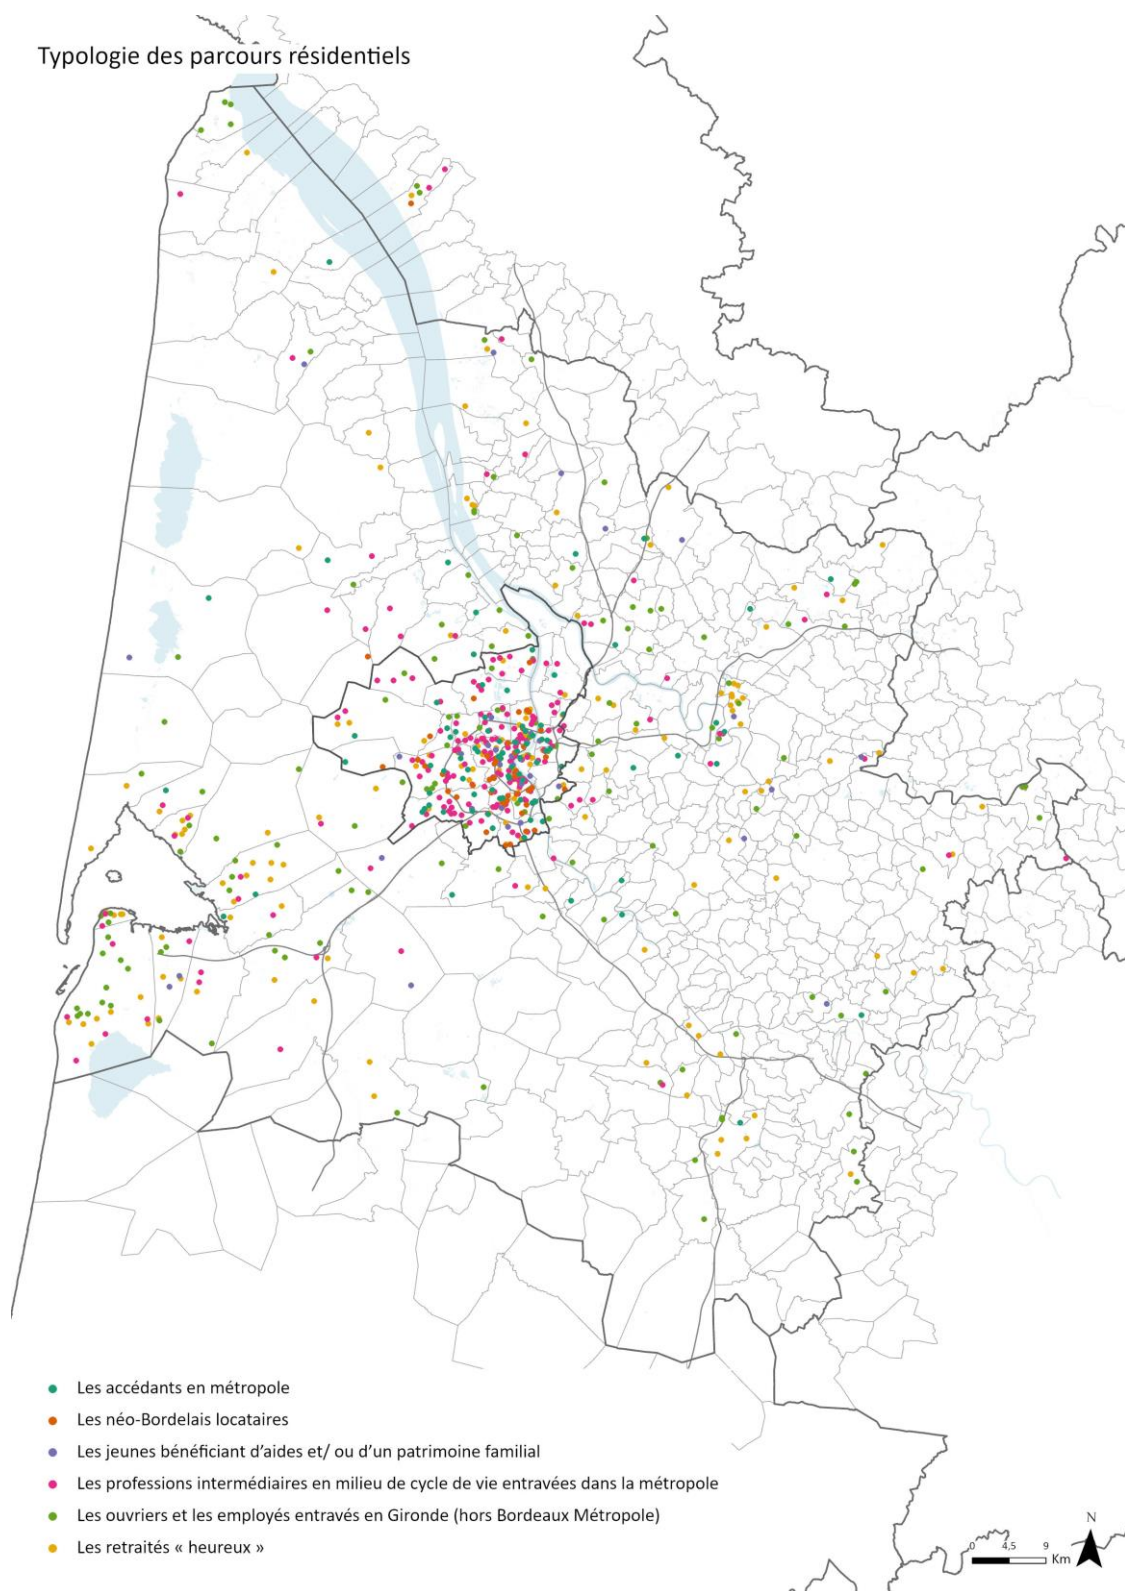 Typologie des parcours résidentiels
Les accédants en métropole
Les néo-Bordelais locataires
Les jeunes bénéficiant d'aides et/ ou d'un patrimoine familial
Les professions intermédiaires en milieu de cycle de vie entravées dans la métropole
Les ouvriers et les employés entravés en Gironde (hors Bordeaux Métropole)
Les retraités « heureux »
N
0 4,5 9
Km